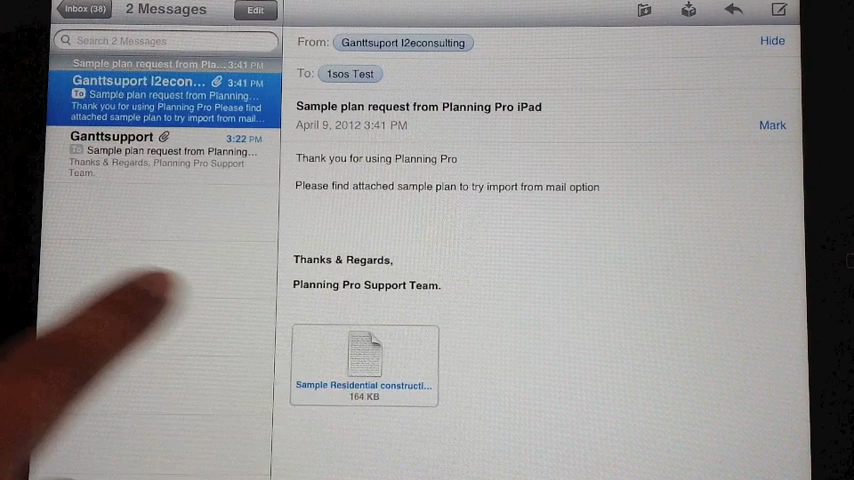 Inbox (38)
2 Messages
Edit
Search 2 Messages
Sample plan request from Pla... 3:41 PM
Ganttsuport I2econ... 3:41 PM
To Sample plan request from Planning...
Thank you for using Planning Pro Please find
attached sample plan to try import from mail...
Ganttsupport 3:22 PM
To Sample plan request from Planning...
Thanks & Regards, Planning Pro Support
Team.
From: Ganttsuport I2econsulting
Hide
To: 1sos Test
Sample plan request from Planning Pro iPad
April 9, 2012 3:41 PM
Mark
Thank you for using Planning Pro
Please find attached sample plan to try import from mail option
Thanks & Regards,
Planning Pro Support Team.
Sample Residential constructi...
164 KB